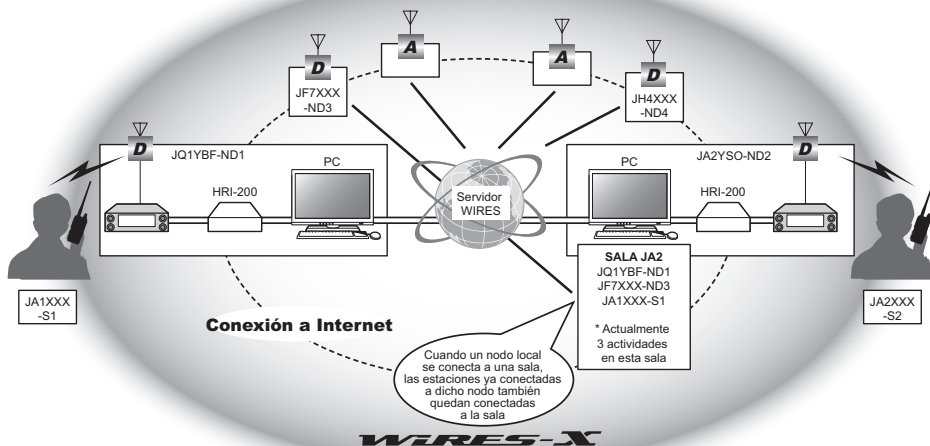 A
A
D
D
JF7XXX
-ND3
JH4XXX
-ND4
D
JQ1YBF-ND1
JA2YSO-ND2
D
PC
PC
HRI-200
HRI-200
Servidor
WIRES
JA1XXX
-S1
JA2XXX
-S2
SALA JA2
JQ1YBF-ND1
JF7XXX-ND3
JA1XXX-S1
* Actualmente
3 actividades
en esta sala
Conexión a Internet
Cuando un nodo local
se conecta a una sala,
las estaciones ya conectadas
a dicho nodo también
quedan conectadas
a la sala
WiRES-X